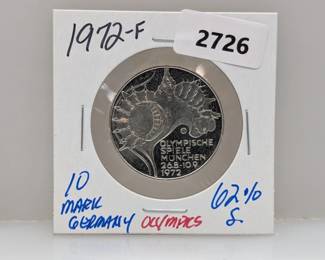 1972-F
2726
OLYMPISCHE
SPIELE
MÜNCHEN
26.8-10.9
1972
10
MARK
GERMANY OLYMPICS
62%
S.